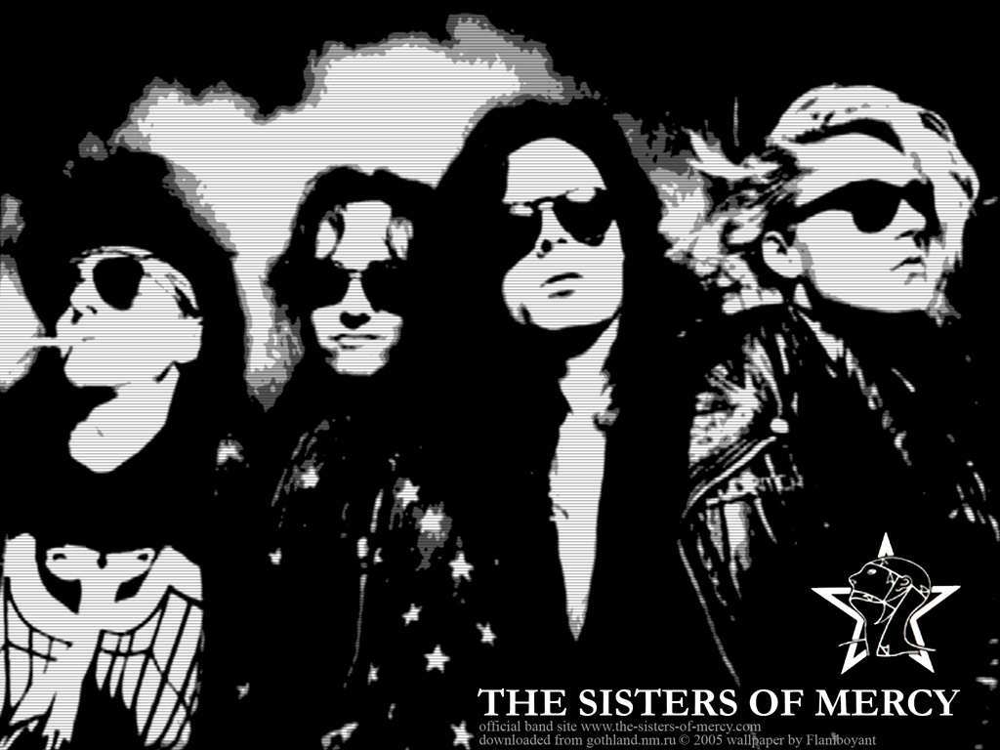 THE SISTERS OF MERCY
official band site www.the-sisters-of-mercy.com
downloaded from gothland.nm.ru © 2005 wallpaper by Flamboyant